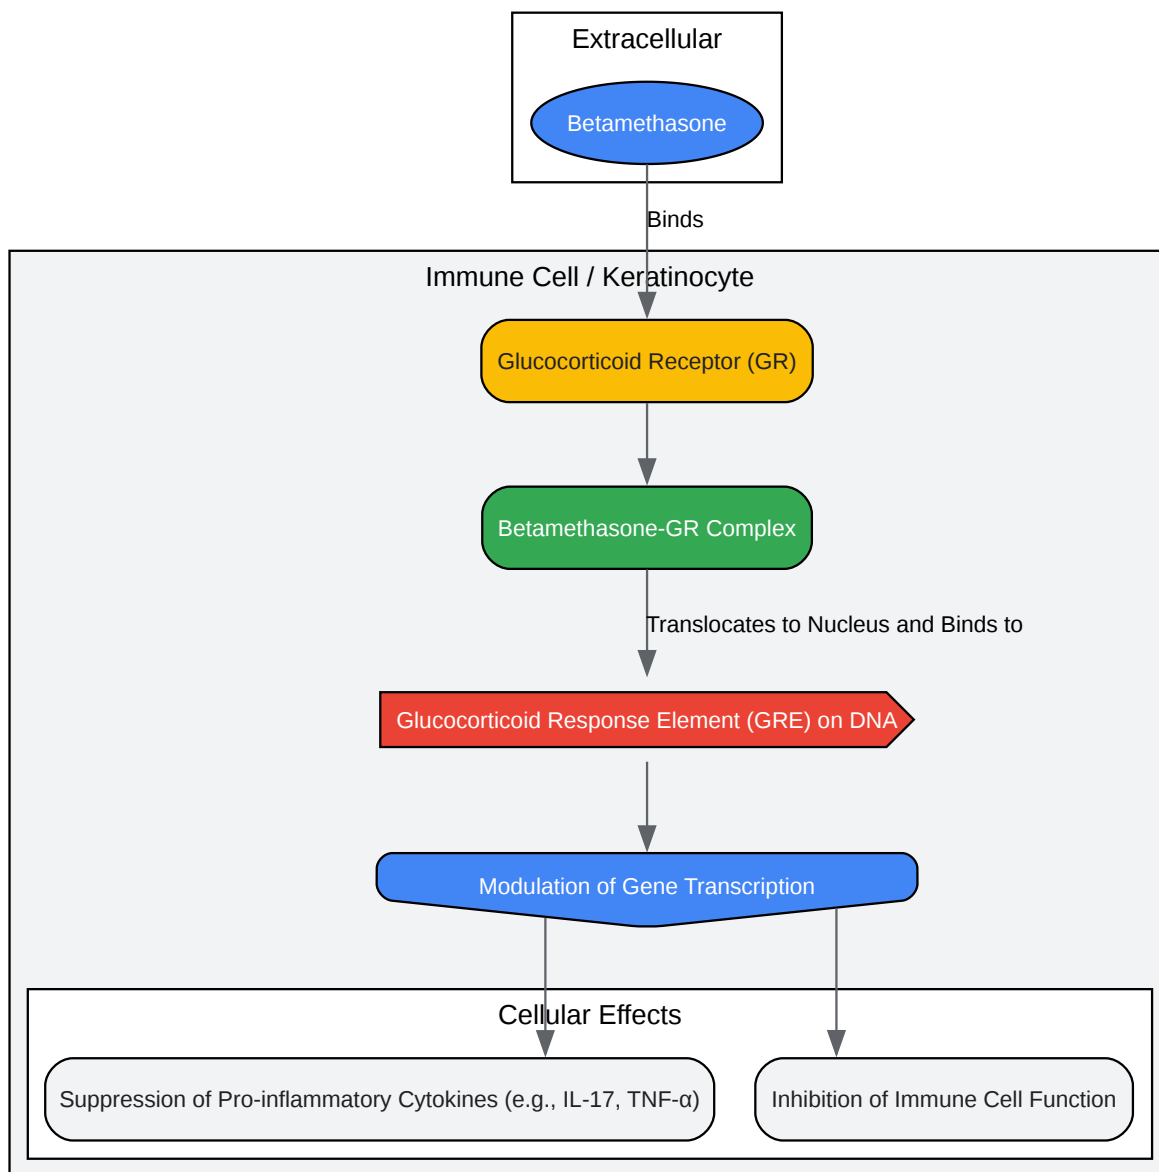 Extracellular
Betamethasone
Binds
Immune Cell / Keratinocyte
Glucocorticoid Receptor (GR)
Betamethasone-GR Complex
Translocates to Nucleus and Binds to
Glucocorticoid Response Element (GRE) on DNA
Modulation of Gene Transcription
Cellular Effects
Suppression of Pro-inflammatory Cytokines (e.g., IL-17, TNF-α)
Inhibition of Immune Cell Function